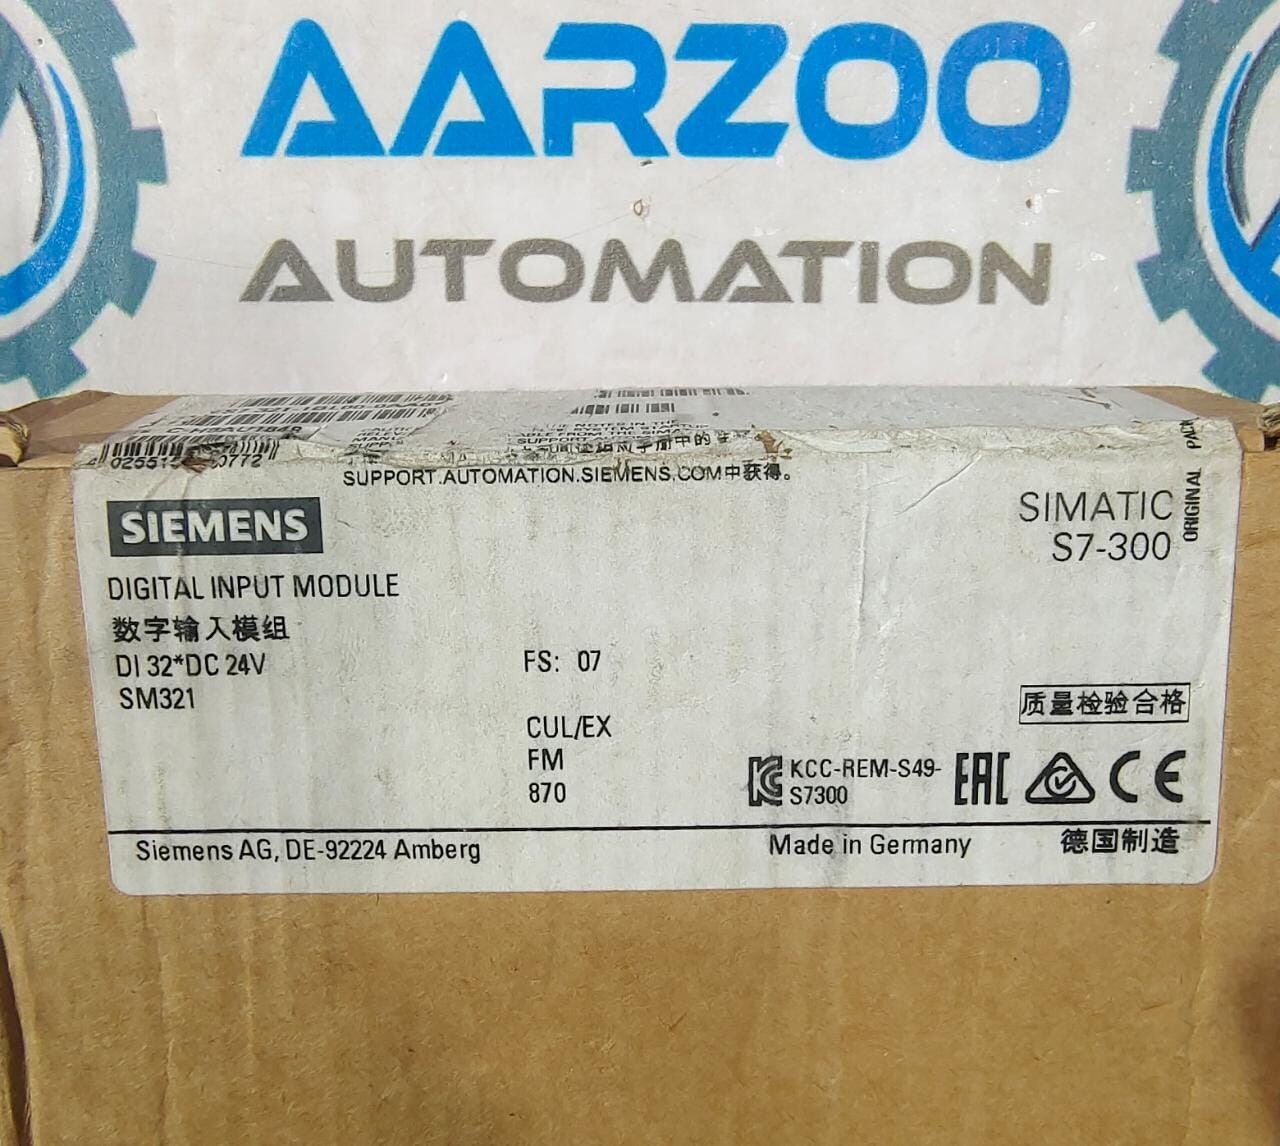 AARZOO
AUTOMATION
SUPPORT.AUTOMATION.SIEMENS.COM中获得。
SIEMENS
SIMATIC
S7-300
ORIGINAL
DIGITAL INPUT MODULE
数字输入模组
DI 32*DC 24V
FS: 07
SM321
质量检验合格
CUL/EX
FM
870
KCC-REM-S49-
S7300
EAC
CE
Siemens AG, DE-92224 Amberg
Made in Germany
德国制造